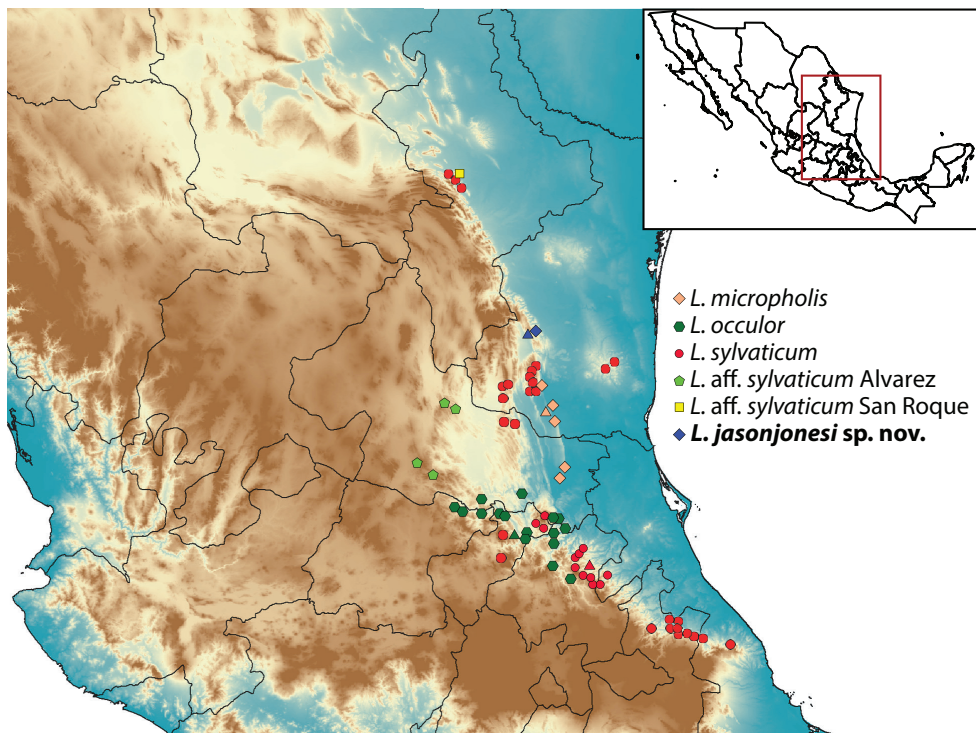 L. micropholis
L. occulor
L. sylvaticum
L. aff. sylvaticum Alvarez
L. aff. sylvaticum San Roque
L. jasonjonesi sp. nov.